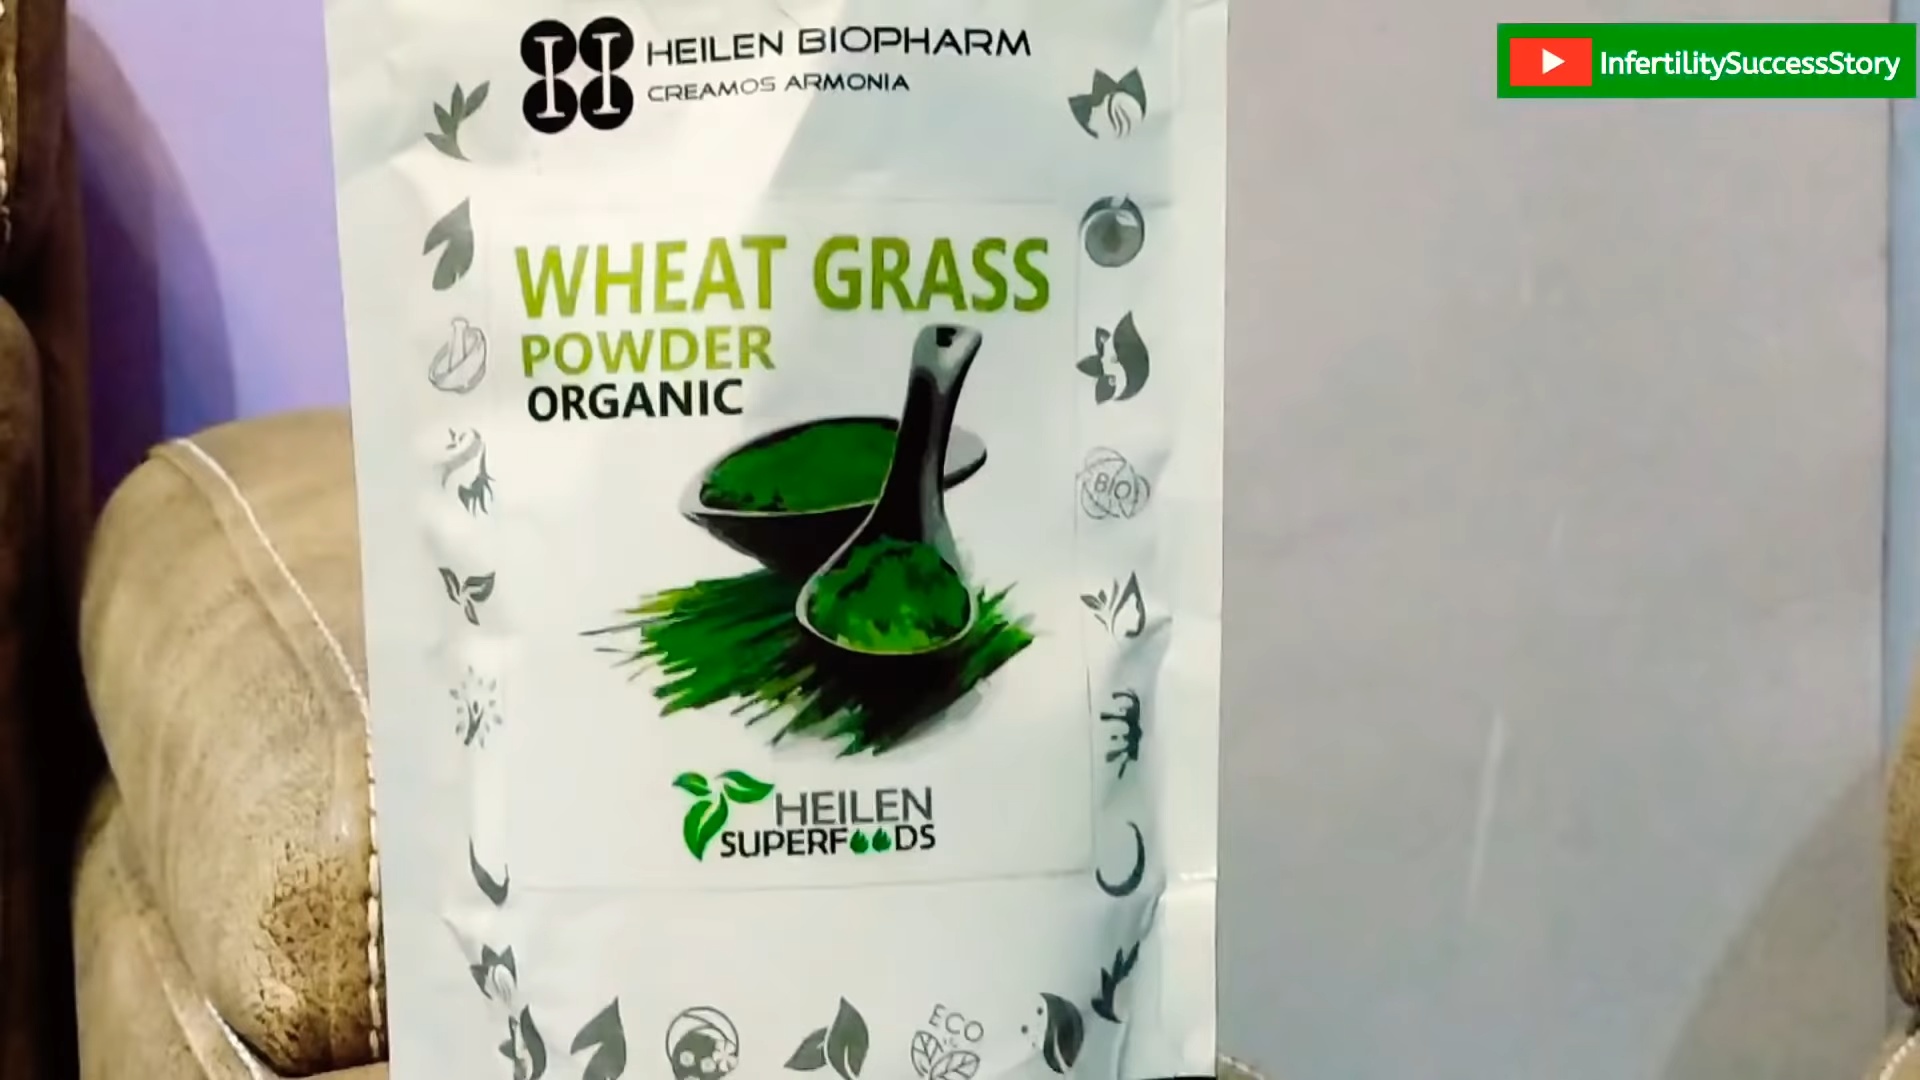 HEILEN BIOPHARM
CREAMOS ARMONIA
InfertilitySuccessStory
WHEAT GRASS
POWDER
ORGANIC
BIO
HEILEN
SUPERFOODS
ECO